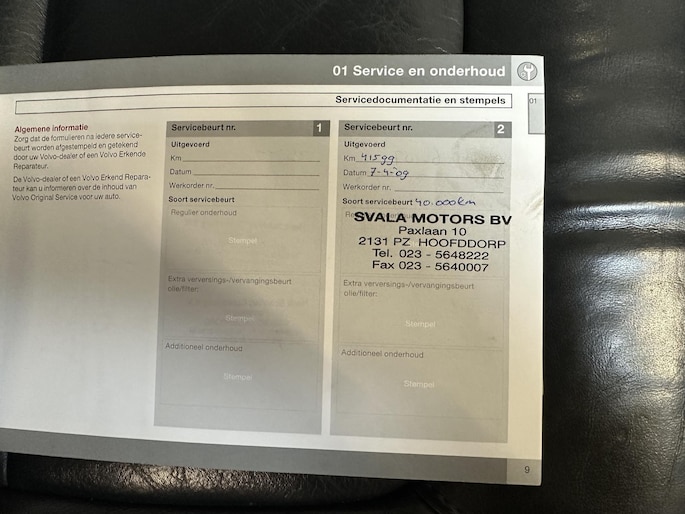 01 Service en onderhoud
Servicedocumentatie en stempels
01
Algemene informatie
Zorg dat de formulieren na iedere service-
beurt worden afgestempeld en getekend
door uw Volvo-dealer of een Volvo Erkende
Reparateur.
De Volvo-dealer of een Volvo Erkend Repara-
teur kan u informeren over de inhoud van
Volvo Original Service voor uw auto.
Servicebeurt nr. 1
Uitgevoerd
Km
Datum
Werkorder nr.
Soort servicebeurt
Regulier onderhoud
Stempel
Extra verversings-/vervangingsbeurt
olie/filter:
Stempel
Additioneel onderhoud
Stempel
Servicebeurt nr. 2
Uitgevoerd
Km 41599
Datum 7-4-'09
Werkorder nr.
Soort servicebeurt 40.000km
SVALA MOTORS BV
Paxlaan 10
2131 PZ HOOFDDORP
Tel. 023 - 5648222
Fax 023 - 5640007
Extra verversings-/vervangingsbeurt
olie/filter:
Stempel
Additioneel onderhoud
Stempel
9